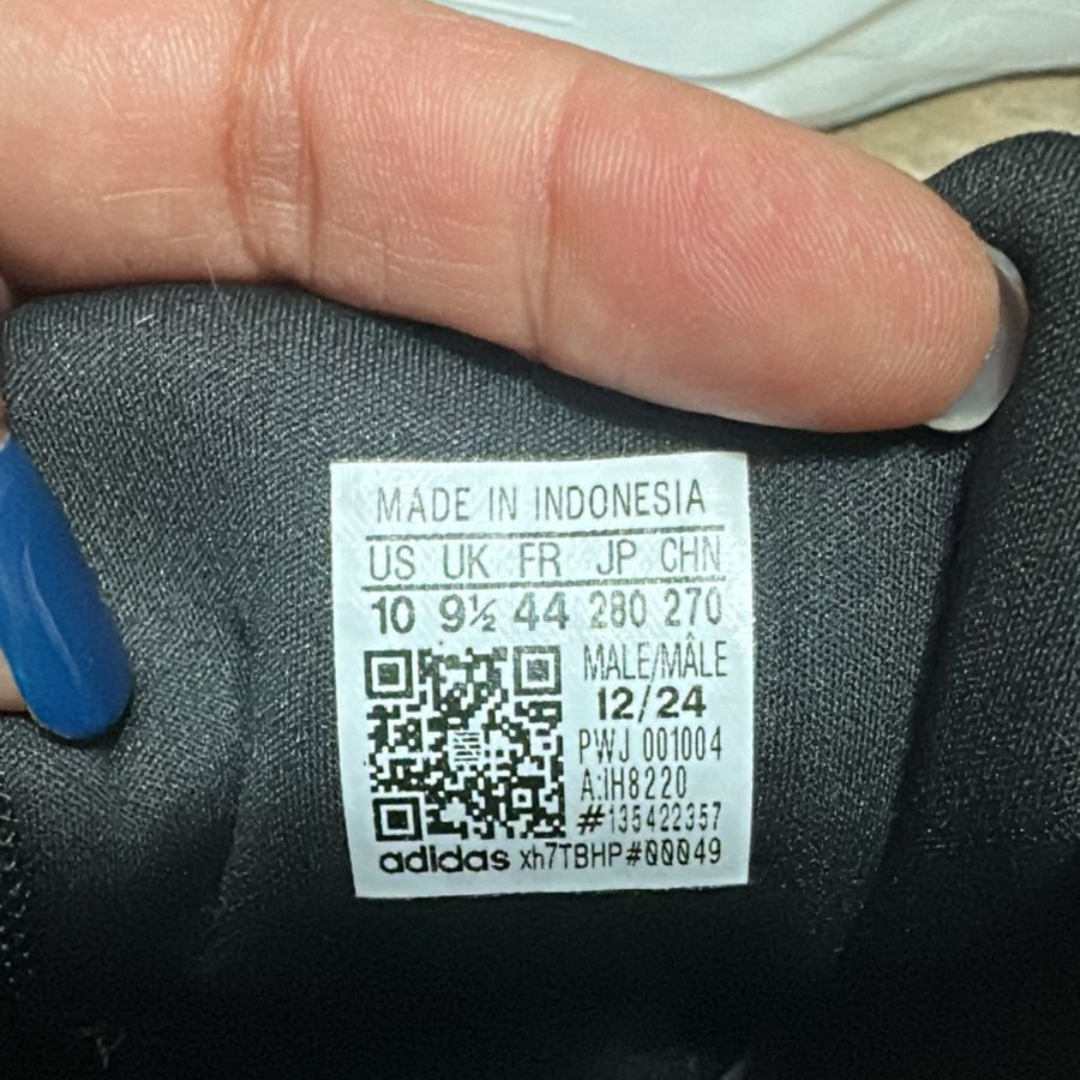 MADE IN INDONESIA
US UK FR JP CHN
10 9½ 44 280 270
MALE/MÂLE
12/24
PWJ 001004
A:IH8220
#135422357
adidas xh7TBHP#00049